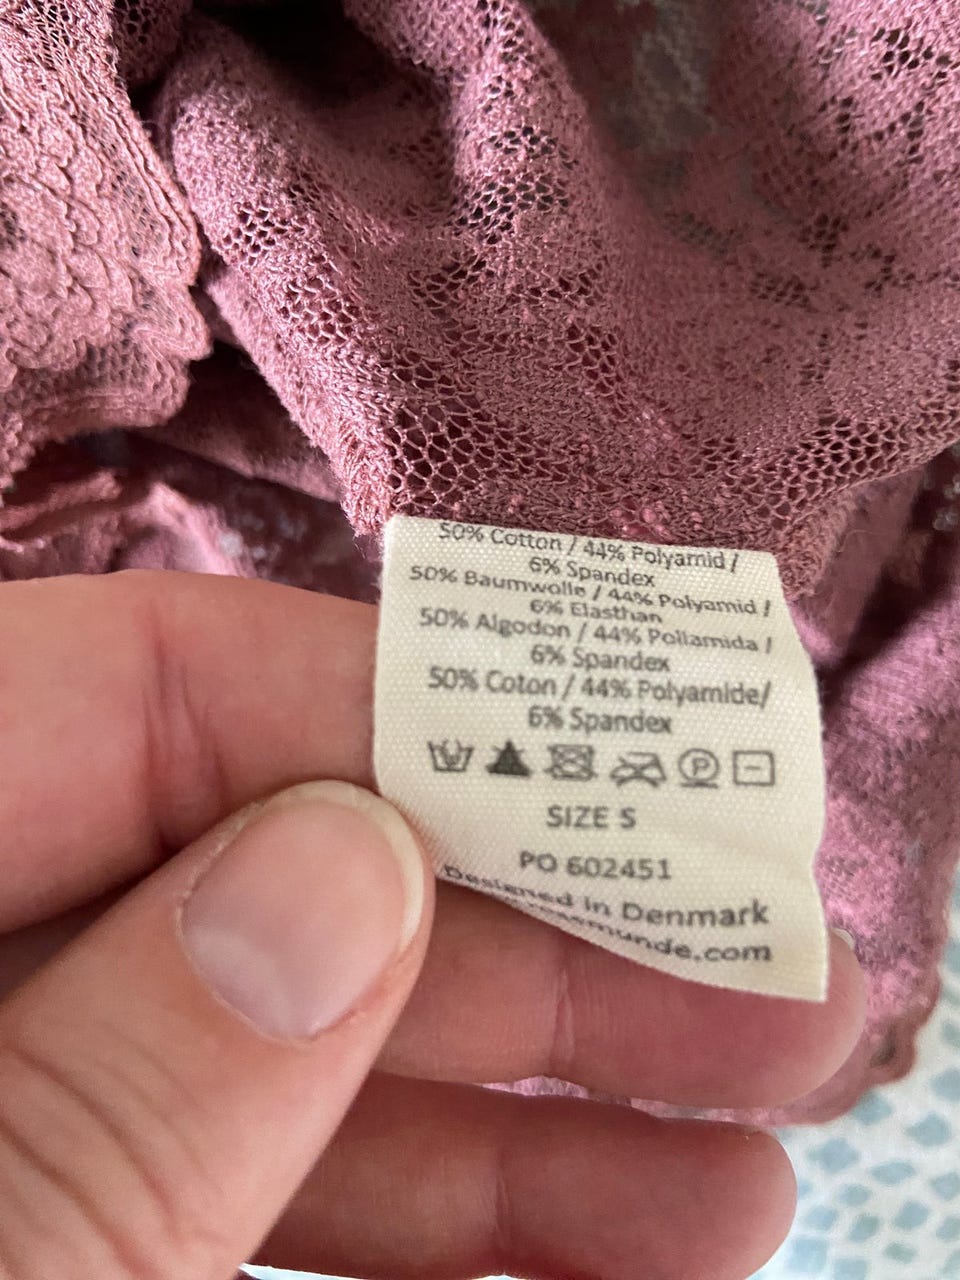 50% Cotton / 44% Polyamid /
6% Spandex
50% Baumwolle / 44% Polyamid /
6% Elasthan
50% Algodon / 44% Poliamida /
6% Spandex
50% Coton / 44% Polyamide/
6% Spandex
P
SIZE S
PO 602451
Designed in Denmark